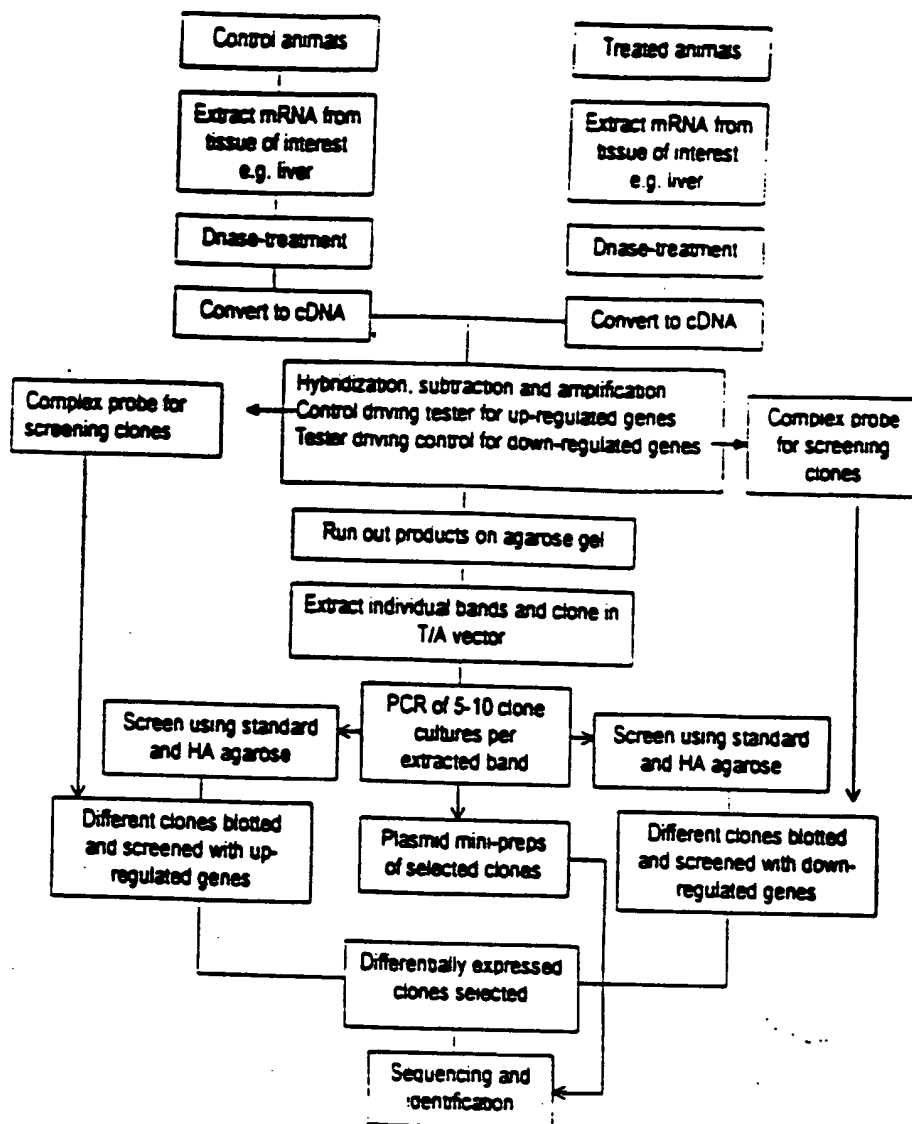 Control animals
Treated animals
Extract mRNA from
tissue of interest
e.g. liver
Extract mRNA from
tissue of interest
e.g. liver
Dnase-treatment
Dnase-treatment
Convert to cDNA
Convert to cDNA
Hybridization, subtraction and amplification
Control driving tester for up-regulated genes
Tester driving control for down-regulated genes
Complex probe for
screening clones
Complex probe
for screening
clones
Run out products on agarose gel
Extract individual bands and clone in
T/A vector
PCR of 5-10 clone
cultures per
extracted band
Screen using standard
and HA agarose
Screen using standard
and HA agarose
Different clones blotted
and screened with up-
regulated genes
Plasmid mini-preps
of selected clones
Different clones blotted
and screened with down-
regulated genes
Differentially expressed
clones selected
Sequencing and
identification